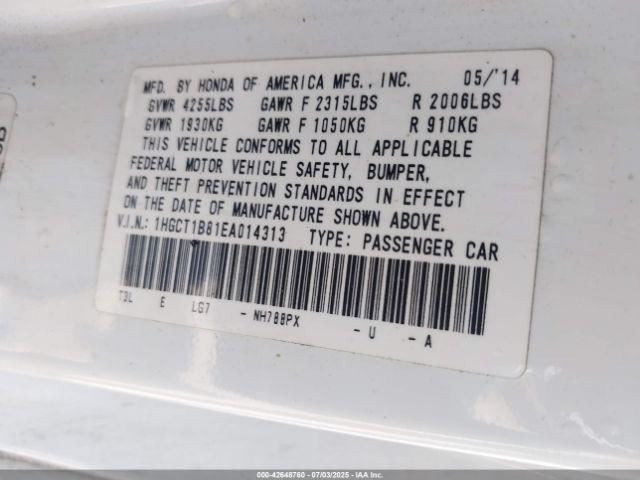 MFD. BY HONDA OF AMERICA MFG., INC. 05/'14
GVWR 4255LBS GAWR F 2315LBS R 2006LBS
GVWR 1930KG GAWR F 1050KG R 910KG
THIS VEHICLE CONFORMS TO ALL APPLICABLE
FEDERAL MOTOR VEHICLE SAFETY, BUMPER,
AND THEFT PREVENTION STANDARDS IN EFFECT
ON THE DATE OF MANUFACTURE SHOWN ABOVE.
V.I.N.: 1HGCT1B81EA014313 TYPE: PASSENGER CAR
T3L E LG7 - NH788PX - U - A
000-42648760 - 07/03/2025 - IAAI.COM